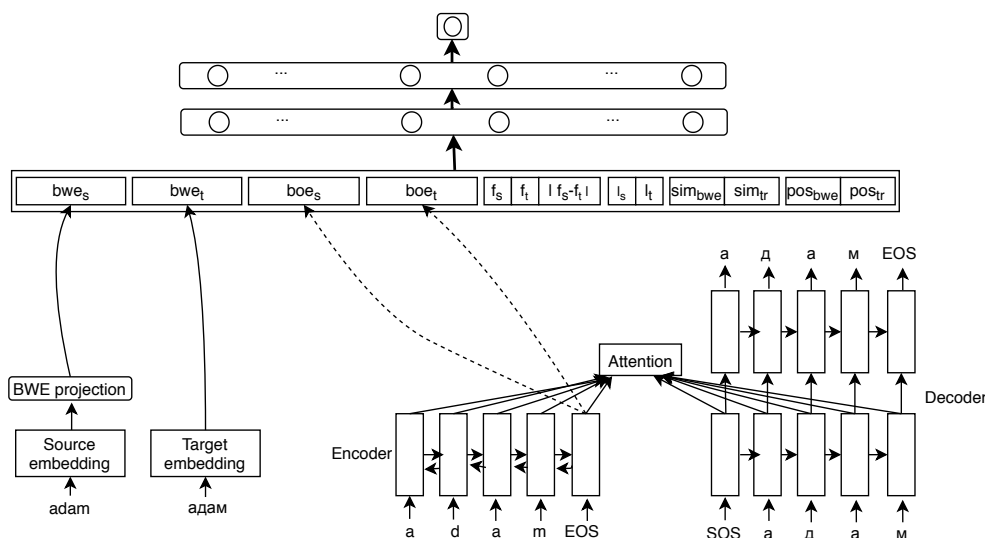 ... ...
... ...
bwe_s bwe_t boe_s boe_t f_s f_t | f_s-f_t | l_s l_t sim_bwe sim_tr pos_bwe pos_tr
а д а м EOS
Attention
BWE projection
Decoder
Source embedding
Target embedding
Encoder
adam
адам
a d a m EOS
SOS а д а м